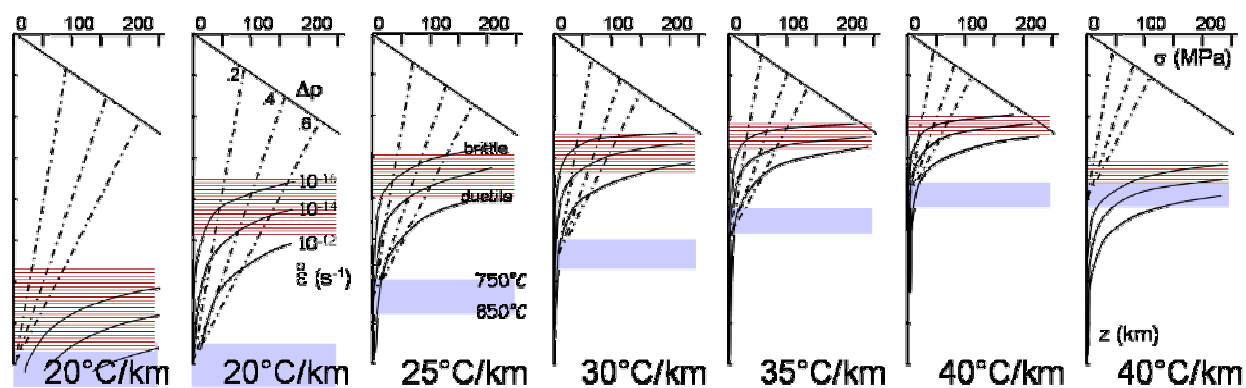 0 100 200
0 100 200
0 100 200
0 100 200
0 100 200
0 100 200
0 100 200
σ (MPa)
.2
Δρ
.4
.6
brittle
ductile
10⁻¹⁶
10⁻¹⁴
10⁻¹²
ε̇ (s⁻¹)
750°C
850°C
z (km)
20°C/km
20°C/km
25°C/km
30°C/km
35°C/km
40°C/km
40°C/km